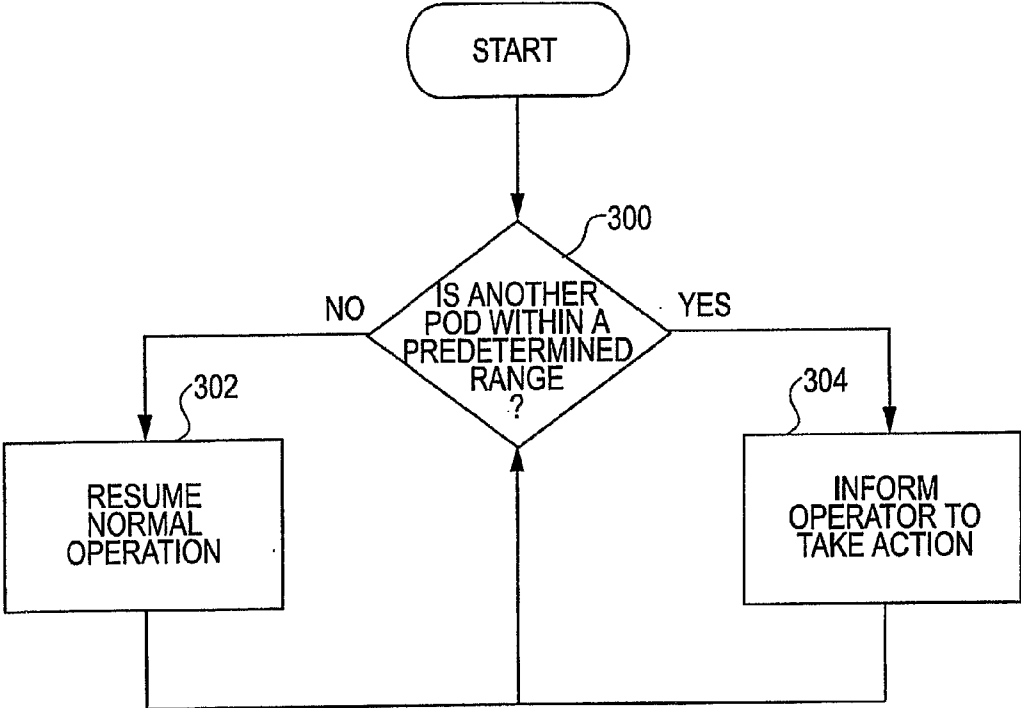 START
300
IS ANOTHER
POD WITHIN A
PREDETERMINED
RANGE
?
NO
YES
302
304
RESUME
NORMAL
OPERATION
INFORM
OPERATOR TO
TAKE ACTION